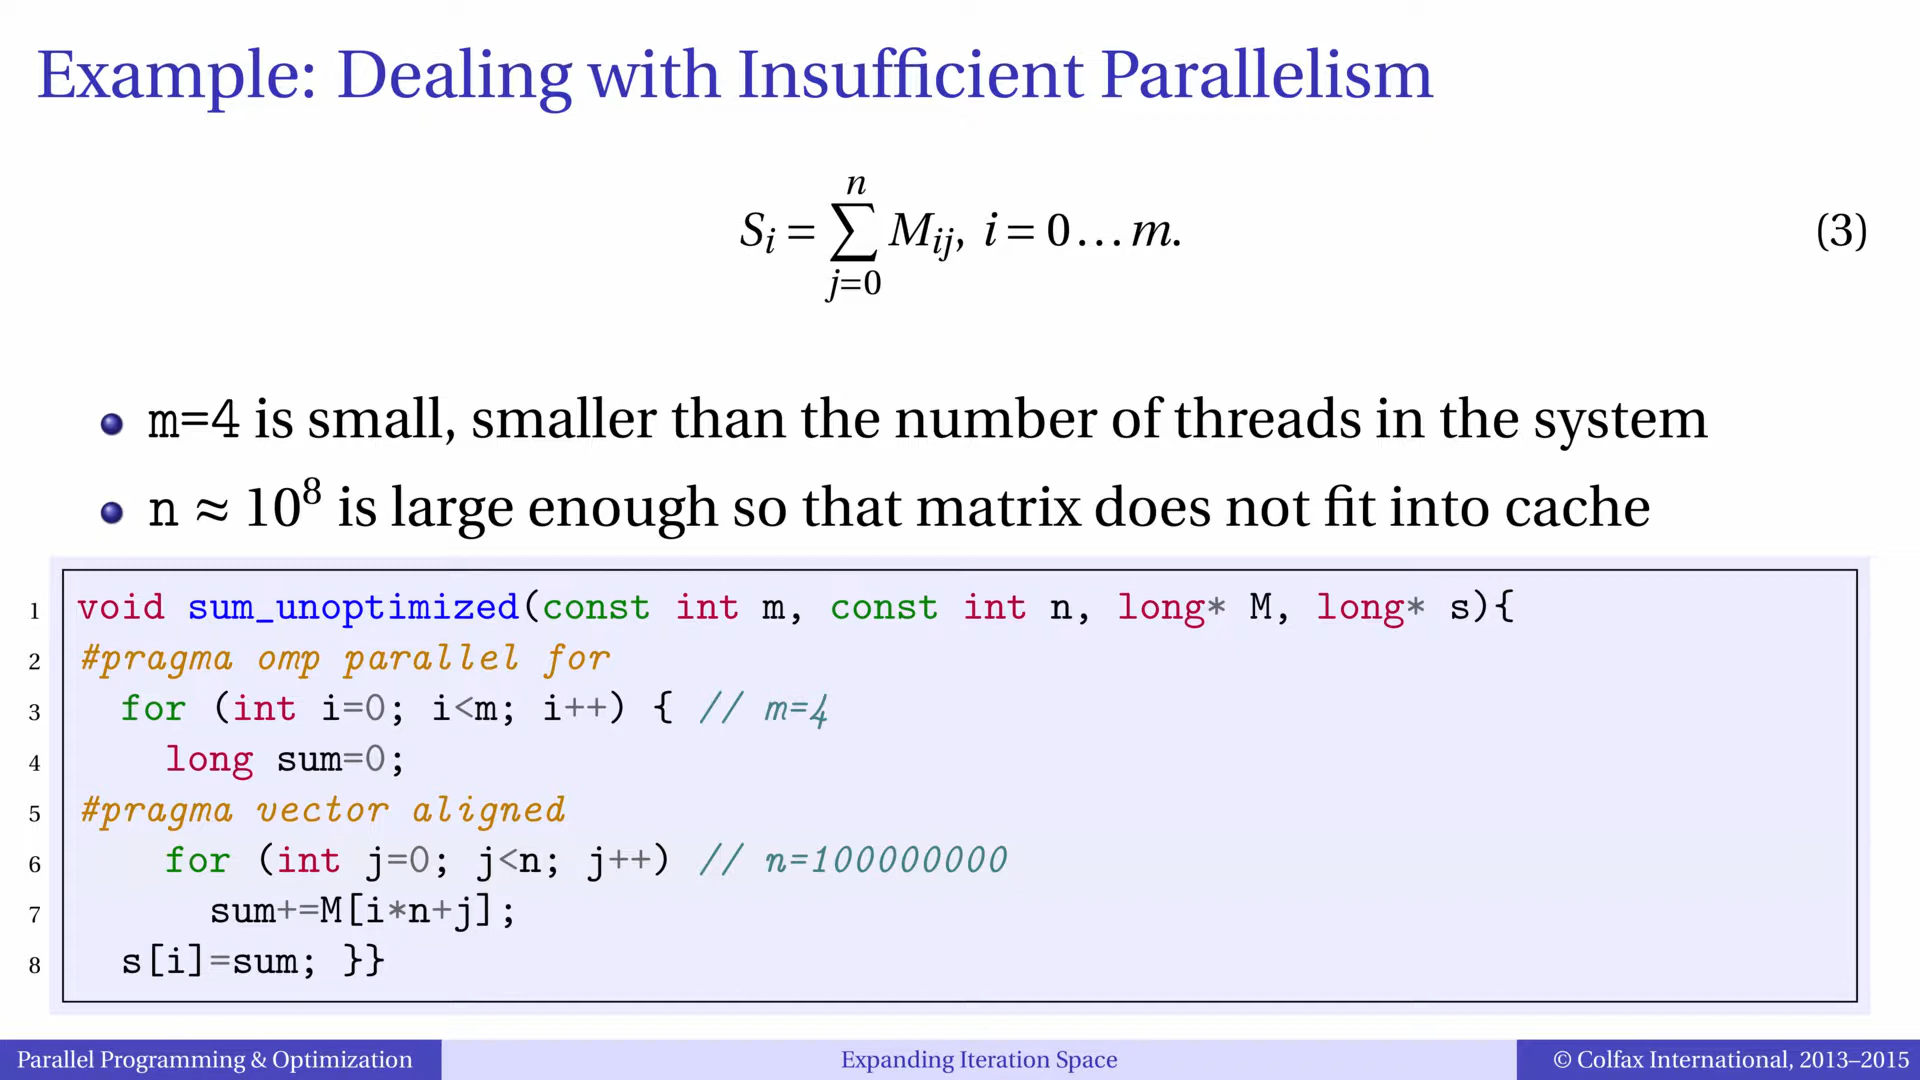 Example: Dealing with Insufficient Parallelism
n
S_i = ∑ M_ij, i = 0...m. (3)
j=0
m=4 is small, smaller than the number of threads in the system
n ≈ 10^8 is large enough so that matrix does not fit into cache
1 void sum_unoptimized(const int m, const int n, long* M, long* s){
2 #pragma omp parallel for
3   for (int i=0; i<m; i++) { // m=4
4     long sum=0;
5 #pragma vector aligned
6     for (int j=0; j<n; j++) // n=100000000
7       sum+=M[i*n+j];
8   s[i]=sum; }}
Parallel Programming & Optimization Expanding Iteration Space © Colfax International, 2013–2015